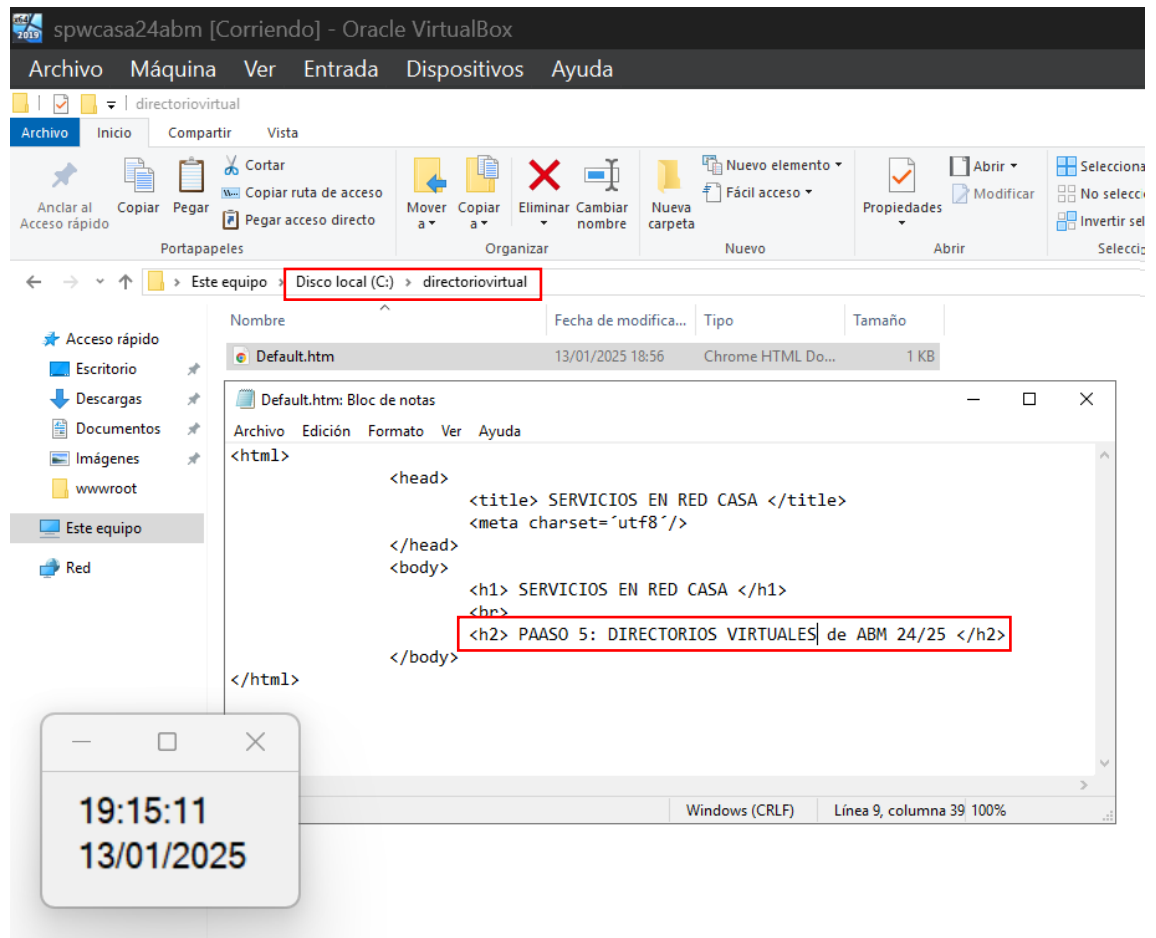 x64 2019 spwcasa24abm [Corriendo] - Oracle VirtualBox
Archivo Máquina Ver Entrada Dispositivos Ayuda
directoriovirtual
Archivo Inicio Compartir Vista
Anclar al Acceso rápido
Copiar
Pegar
Cortar
Copiar ruta de acceso
Pegar acceso directo
Portapapeles
Mover a
Copiar a
Eliminar
Cambiar nombre
Organizar
Nueva carpeta
Nuevo elemento
Fácil acceso
Nuevo
Propiedades
Abrir
Modificar
Abrir
Selecciona
No selecc
Invertir sel
Selecci
Este equipo > Disco local (C:) > directoriovirtual
Nombre Fecha de modifica... Tipo Tamaño
Default.htm 13/01/2025 18:56 Chrome HTML Do... 1 KB
Acceso rápido
Escritorio
Descargas
Documentos
Imágenes
wwwroot
Este equipo
Red
Default.htm: Bloc de notas
Archivo Edición Formato Ver Ayuda
<html>
<head>
<title> SERVICIOS EN RED CASA </title>
<meta charset=´utf8´/>
</head>
<body>
<h1> SERVICIOS EN RED CASA </h1>
<br>
<h2> PAASO 5: DIRECTORIOS VIRTUALES de ABM 24/25 </h2>
</body>
</html>
Windows (CRLF) Línea 9, columna 39 100%
19:15:11
13/01/2025